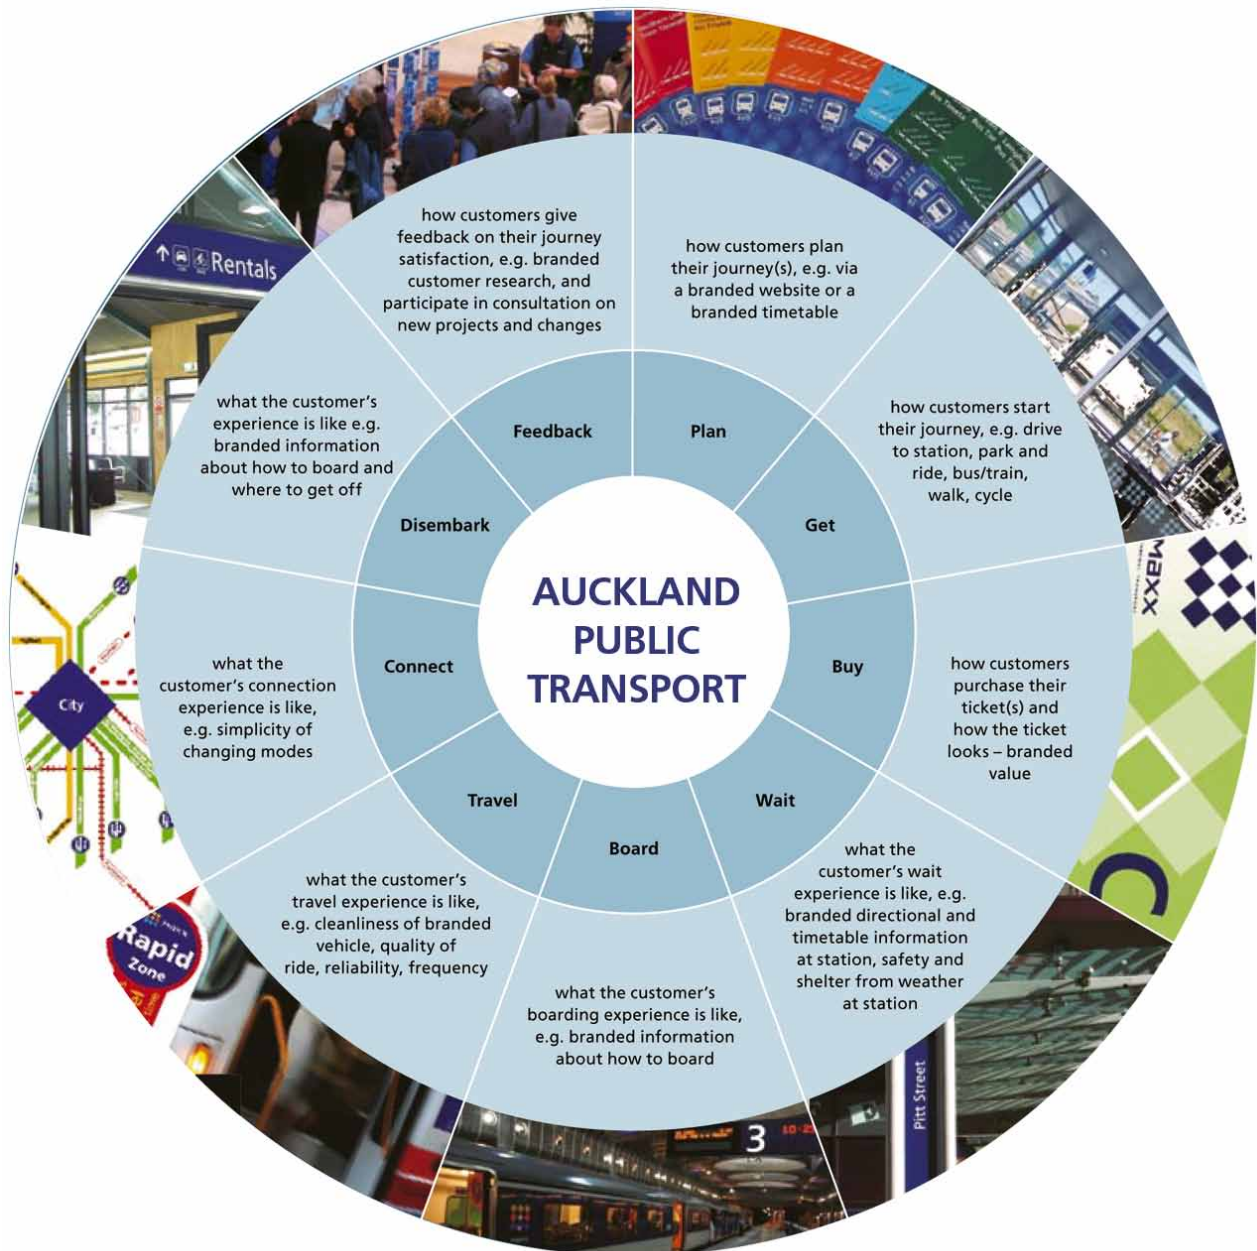 AUCKLAND
PUBLIC
TRANSPORT
Plan
how customers plan
their journey(s), e.g. via
a branded website or a
branded timetable
Get
how customers start
their journey, e.g. drive
to station, park and
ride, bus/train,
walk, cycle
Buy
how customers
purchase their
ticket(s) and
how the ticket
looks – branded
value
Wait
what the
customer's wait
experience is like, e.g.
branded directional and
timetable information
at station, safety and
shelter from weather
at station
Board
what the customer's
boarding experience is like,
e.g. branded information
about how to board
Travel
what the customer's
travel experience is like,
e.g. cleanliness of branded
vehicle, quality of
ride, reliability, frequency
Connect
what the
customer's connection
experience is like,
e.g. simplicity of
changing modes
Disembark
what the customer's
experience is like e.g.
branded information
about how to board and
where to get off
Feedback
how customers give
feedback on their journey
satisfaction, e.g. branded
customer research, and
participate in consultation on
new projects and changes
maxx
C
Pitt Street
3
Rapid
Zone
City
Rentals